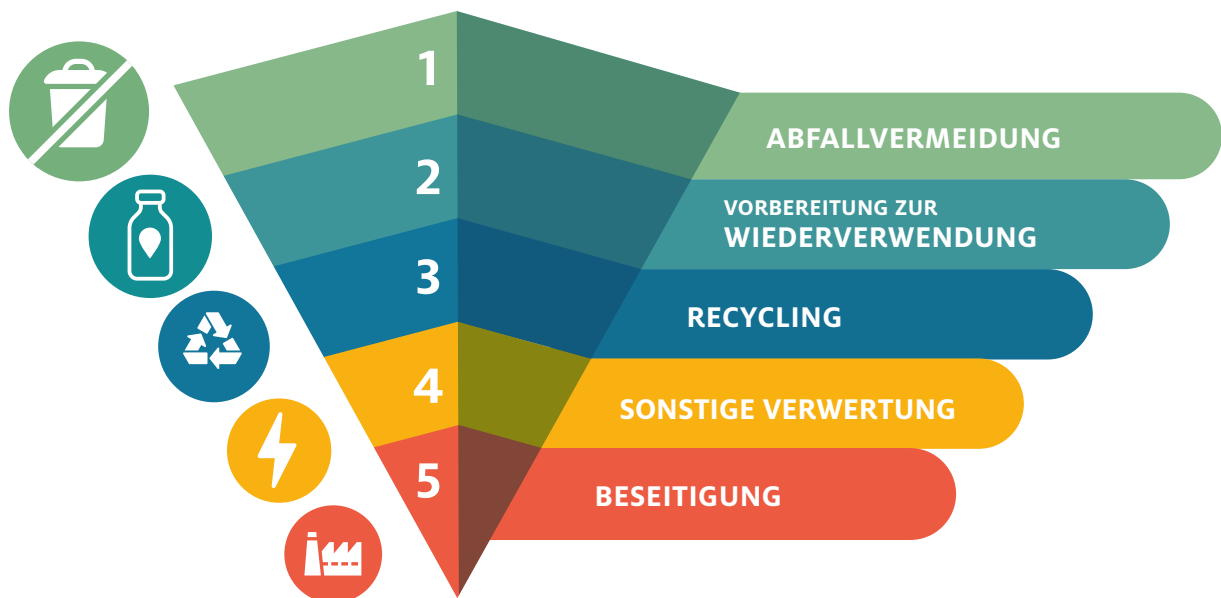 1
ABFALLVERMEIDUNG
2
VORBEREITUNG ZUR
WIEDERVERWENDUNG
3
RECYCLING
4
SONSTIGE VERWERTUNG
5
BESEITIGUNG